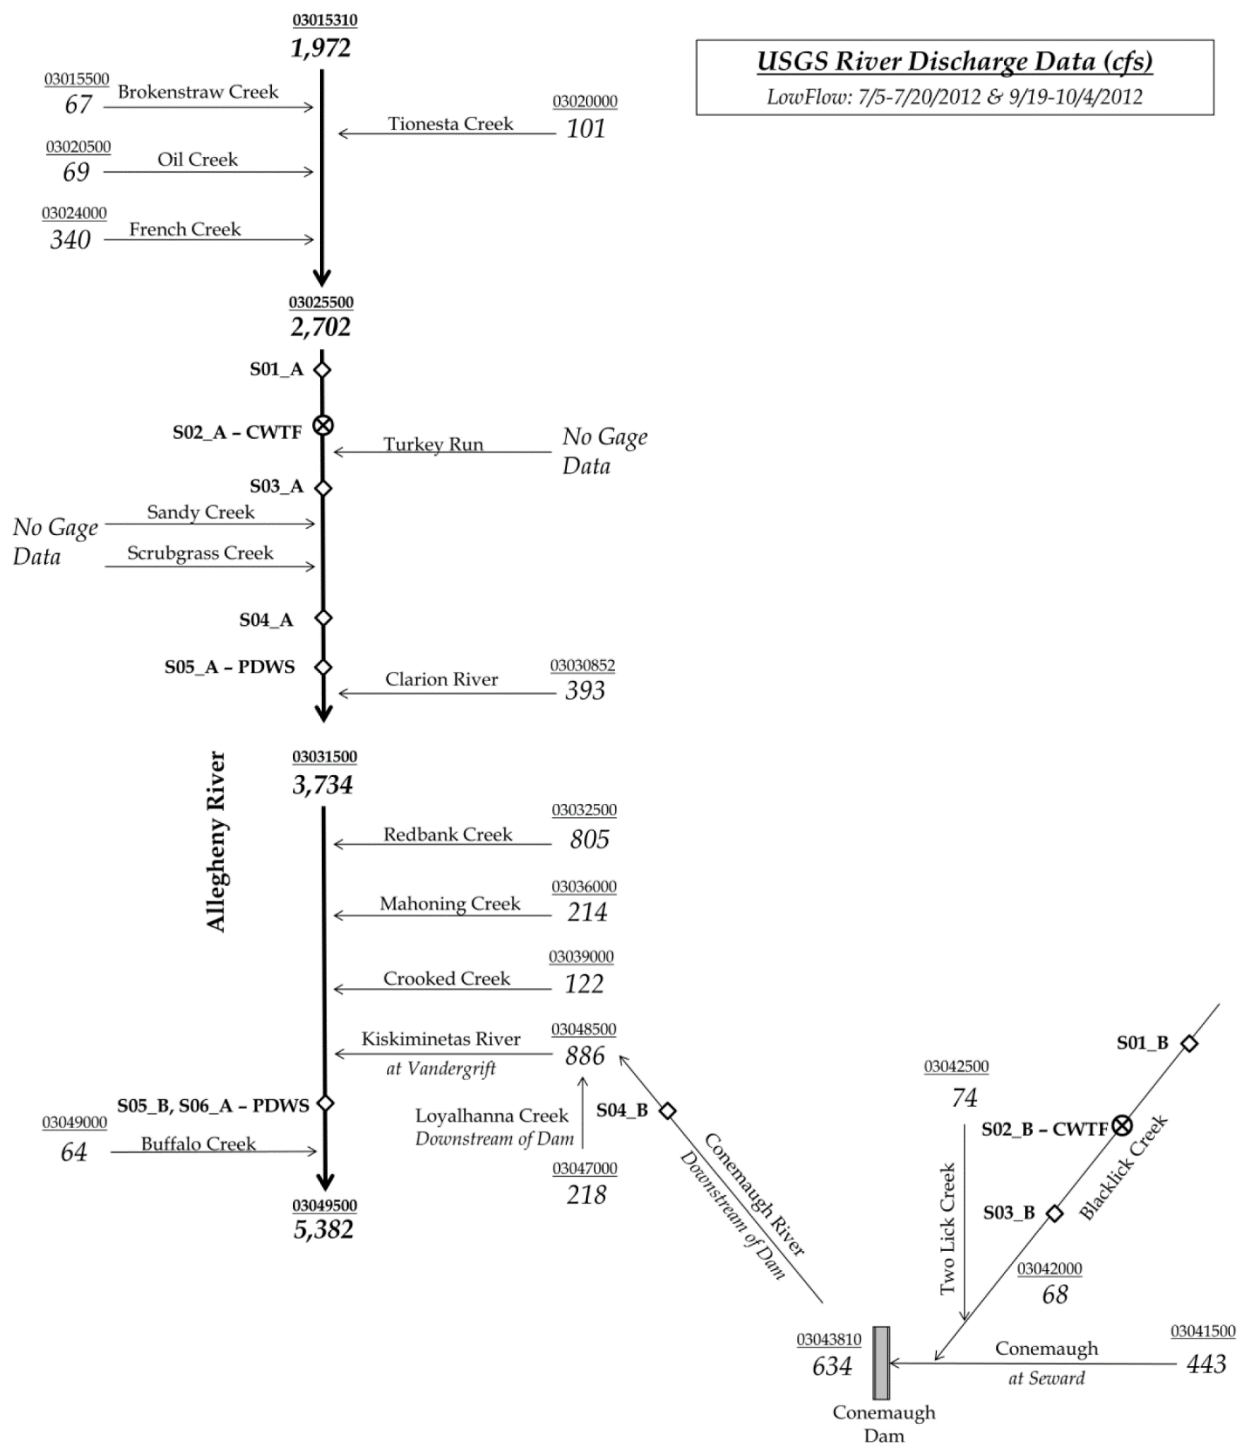 03015310
1,972
USGS River Discharge Data (cfs)
LowFlow: 7/5-7/20/2012 & 9/19-10/4/2012
03015500
67
Brokenstraw Creek
03020000
101
Tionesta Creek
03020500
69
Oil Creek
03024000
340
French Creek
03025500
2,702
S01_A
S02_A – CWTF
Turkey Run
No Gage
Data
S03_A
No Gage
Data
Sandy Creek
Scrubgrass Creek
S04_A
S05_A – PDWS
Clarion River
03030852
393
Allegheny River
03031500
3,734
Redbank Creek
03032500
805
Mahoning Creek
03036000
214
Crooked Creek
03039000
122
Kiskiminetas River
at Vandergrift
03048500
886
S05_B, S06_A – PDWS
03049000
64
Buffalo Creek
03049500
5,382
Loyalhanna Creek
Downstream of Dam
03047000
218
S04_B
Conemaugh River
Downstream of Dam
S01_B
03042500
74
S02_B – CWTF
Blacklick Creek
S03_B
Two Lick Creek
03042000
68
03043810
634
Conemaugh
at Seward
03041500
443
Conemaugh
Dam